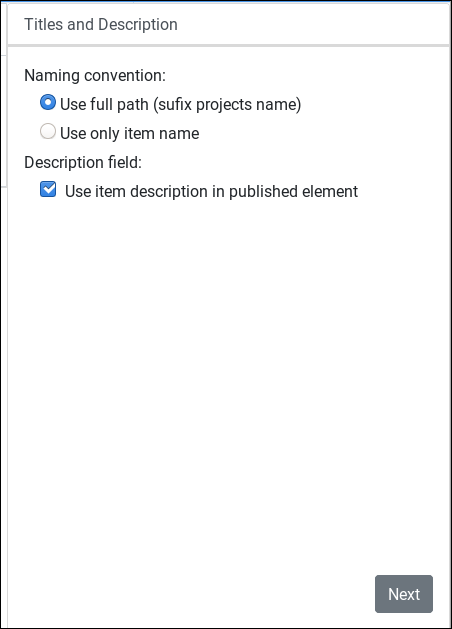 Titles and Description
Naming convention:
Use full path (sufix projects name)
Use only item name
Description field:
Use item description in published element
Next